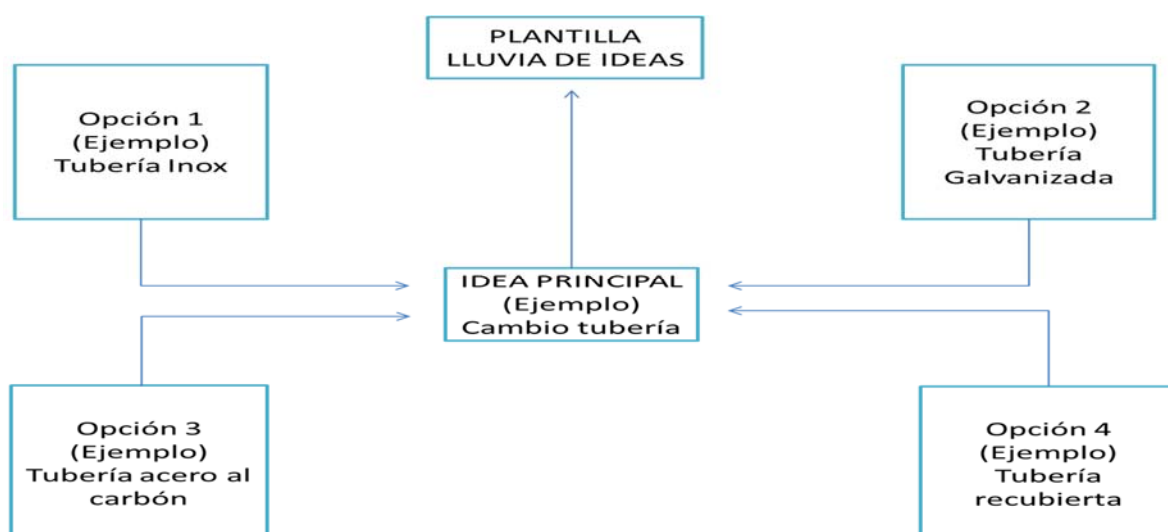 PLANTILLA
LLUVIA DE IDEAS
Opción 1
(Ejemplo)
Tubería Inox
Opción 2
(Ejemplo)
Tubería
Galvanizada
IDEA PRINCIPAL
(Ejemplo)
Cambio tubería
Opción 3
(Ejemplo)
Tubería acero al
carbón
Opción 4
(Ejemplo)
Tubería
recubierta